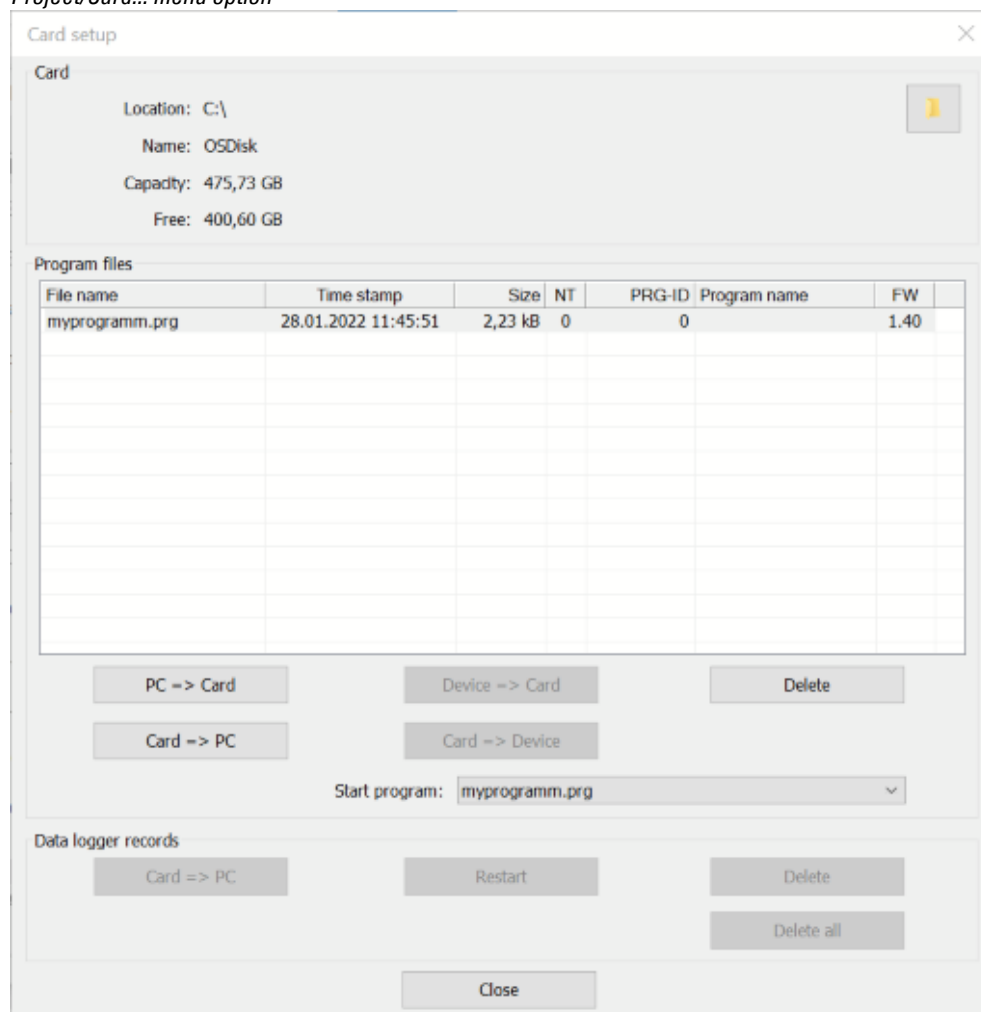 Project/Card... menu option
Card setup
Card
Location: C:\
Name: OSDisk
Capacity: 475,73 GB
Free: 400,60 GB
Program files
File name Time stamp Size NT PRG-ID Program name FW
myprogramm.prg 28.01.2022 11:45:51 2,23 kB 0 0 1.40
PC => Card Device => Card Delete
Card => PC Card => Device
Start program: myprogramm.prg
Data logger records
Card => PC Restart Delete
Delete all
Close